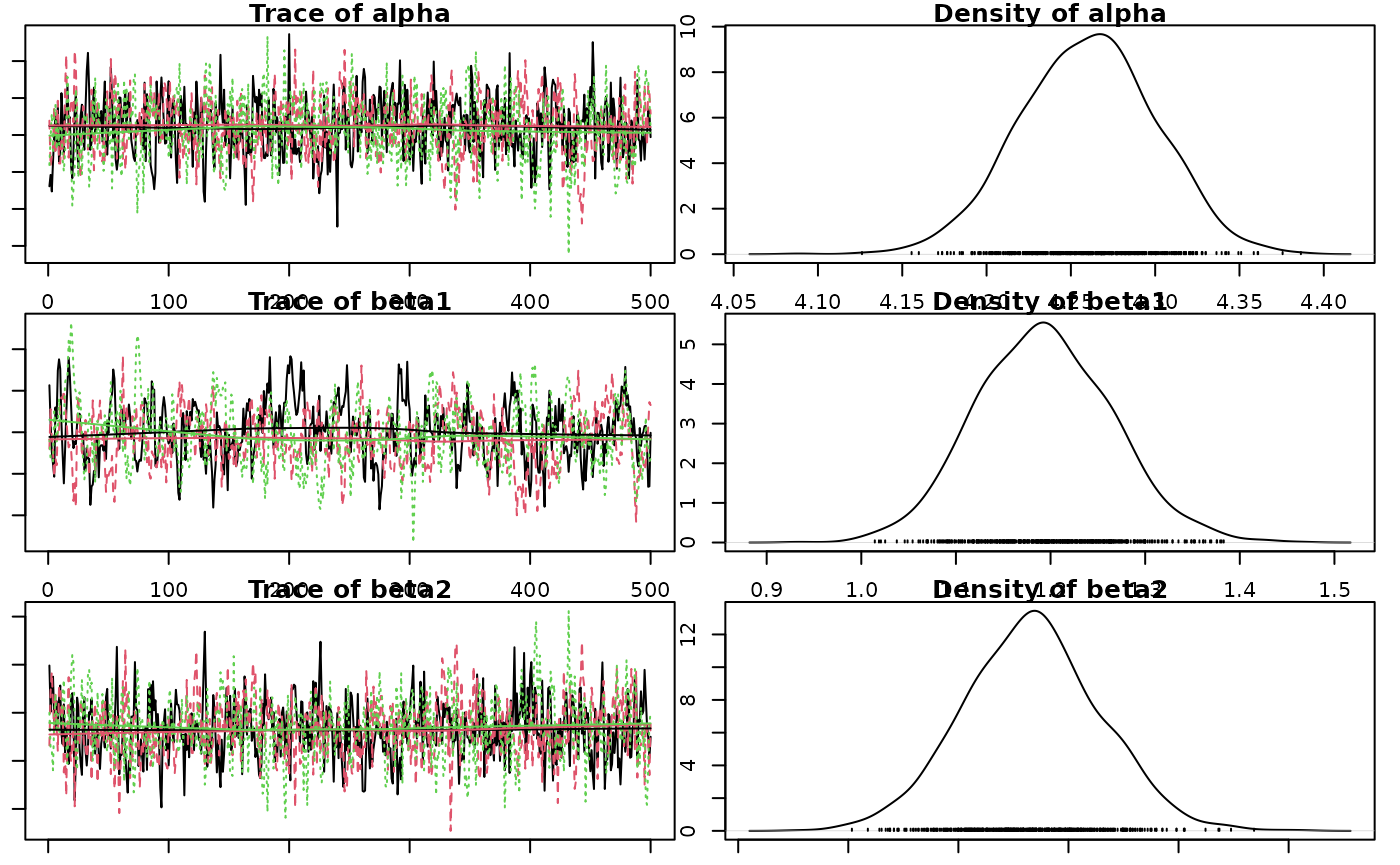 Trace of alpha
Density of alpha
0 2 4 6 8 10
0 100 200 300 400 500
4.05 4.10 4.15 4.20 4.25 4.30 4.35 4.40
Trace of beta1
Density of beta1
0 1 2 3 4 5
0 100 200 300 400 500
0.9 1.0 1.1 1.2 1.3 1.4 1.5
Trace of beta2
Density of beta2
0 4 8 12